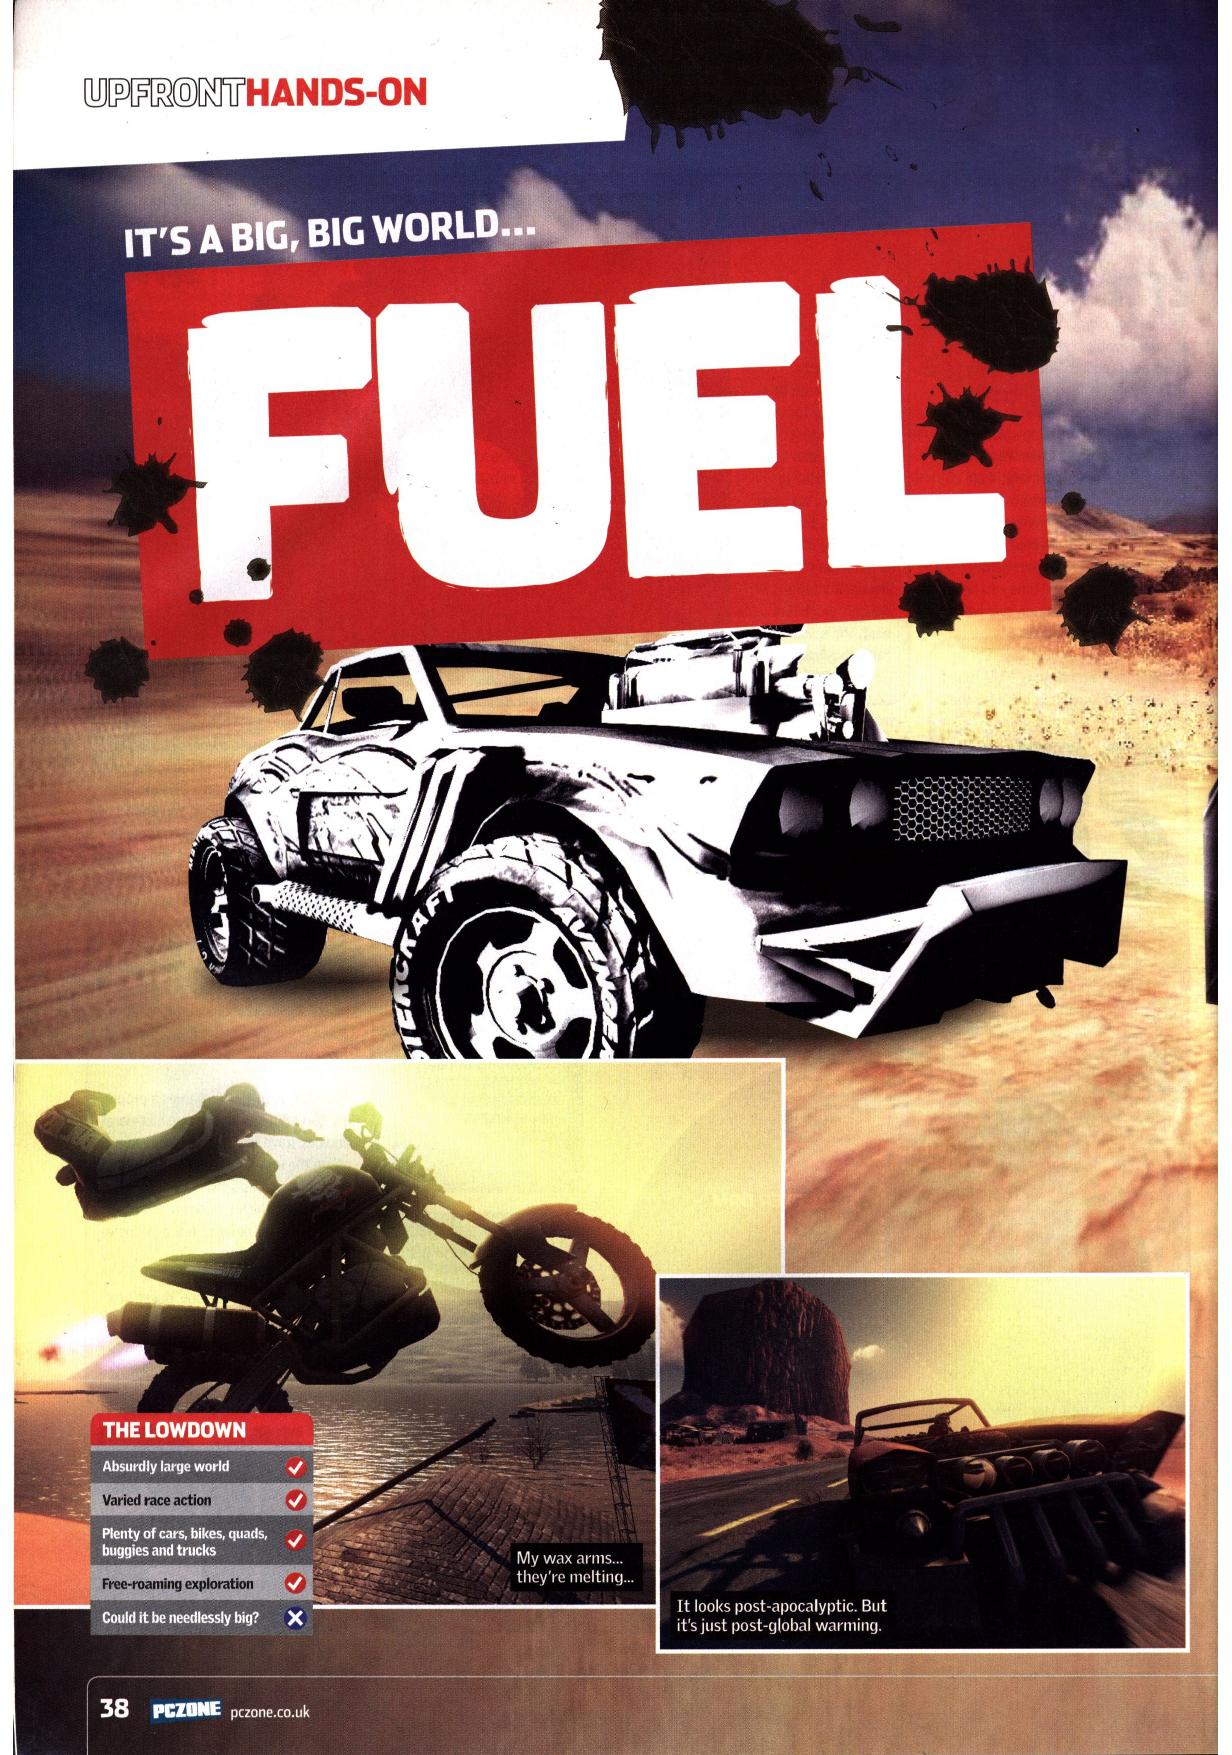 UPFRONTHANDS-ON
IT'S A BIG, BIG WORLD...
FUEL
THE LOWDOWN
Absurdly large world
Varied race action
Plenty of cars, bikes, quads,
buggies and trucks
Free-roaming exploration
Could it be needlessly big?
My wax arms...
they're melting...
It looks post-apocalyptic. But
it's just post-global warming.
38 PCZONE pczone.co.uk